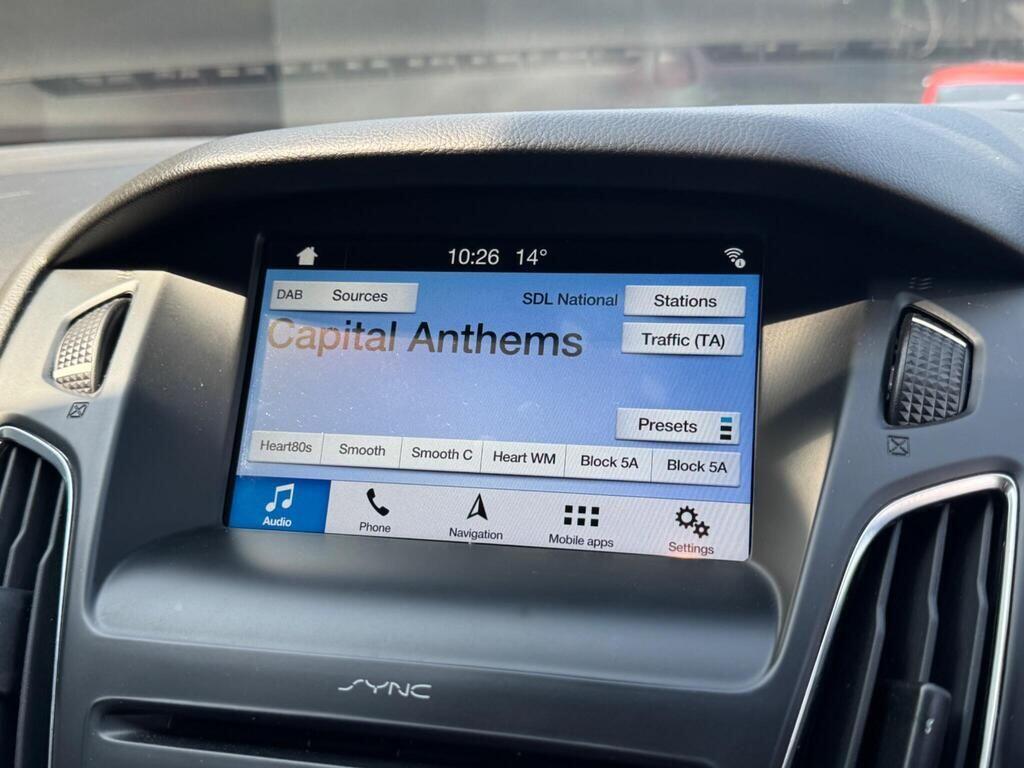 10:26 14°
DAB Sources
SDL National
Stations
Capital Anthems
Traffic (TA)
Presets
Heart80s
Smooth
Smooth C
Heart WM
Block 5A
Block 5A
Audio
Phone
Navigation
Mobile apps
Settings
SYNC